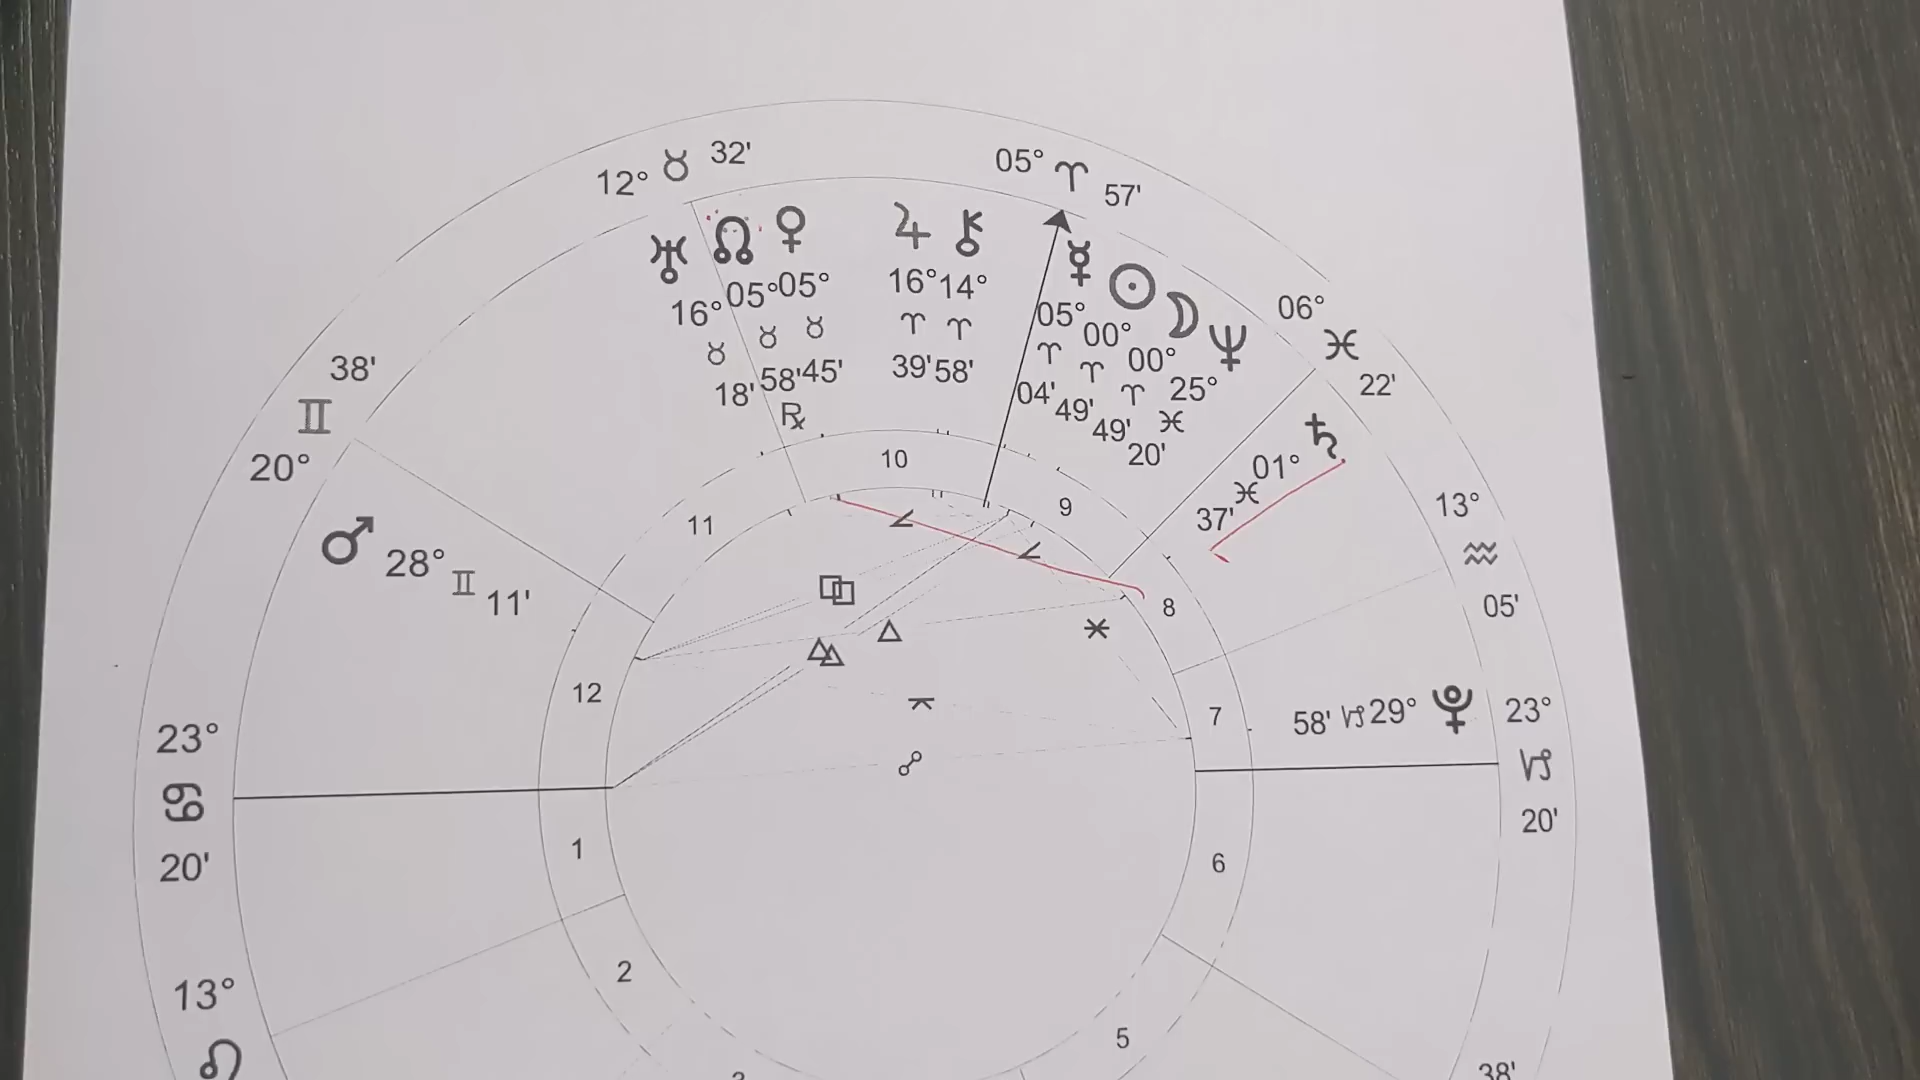 12° ♉ 32'
05° ♈ 57'
06° ♓ 22'
13° ♒ 05'
23° ♑ 20'
38'
20° ♊ 38'
23° ♋ 20'
13° ♌
♅ 16° ♉ 18'
☊ 05° ♉ 58' ℞
♀ 05° ♉ 45'
♃ 16° ♈ 39'
⚷ 14° ♈ 58'
☿ 05° ♈ 04'
☉ 00° ♈ 49'
☽ 00° ♈ 49'
♆ 25° ♓ 20'
♄ 01° ♓ 37'
♂ 28° ♊ 11'
58' ♑ 29° ♇
10
11
9
8
12
7
1
6
2
5